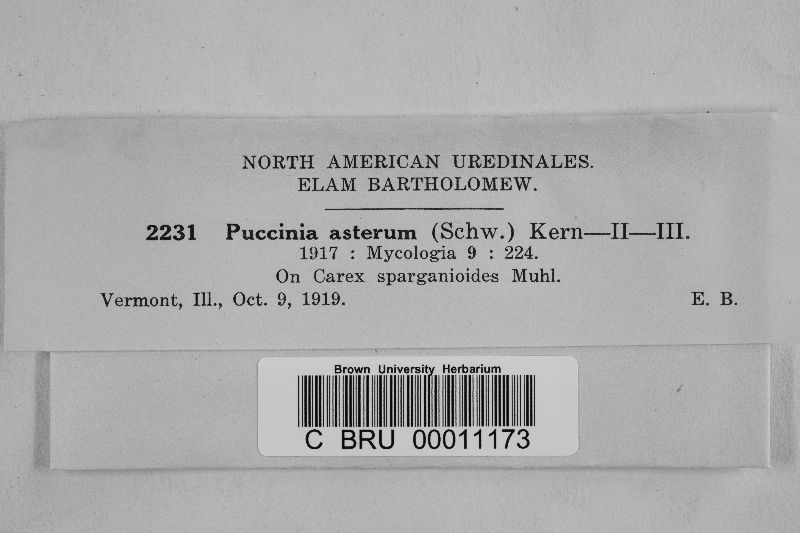 NORTH AMERICAN UREDINALES.
ELAM BARTHOLOMEW.
2231 Puccinia asterum (Schw.) Kern—II—III.
1917 : Mycologia 9 : 224.
On Carex sparganioides Muhl.
Vermont, Ill., Oct. 9, 1919. E. B.
Brown University Herbarium
C BRU 00011173